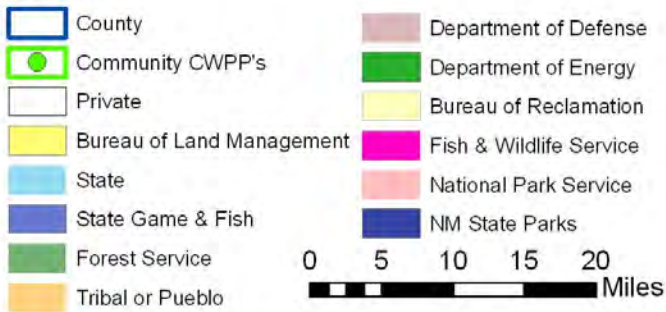 County
Community CWPP's
Private
Bureau of Land Management
State
State Game & Fish
Forest Service
Tribal or Pueblo
Department of Defense
Department of Energy
Bureau of Reclamation
Fish & Wildlife Service
National Park Service
NM State Parks
0 5 10 15 20
Miles